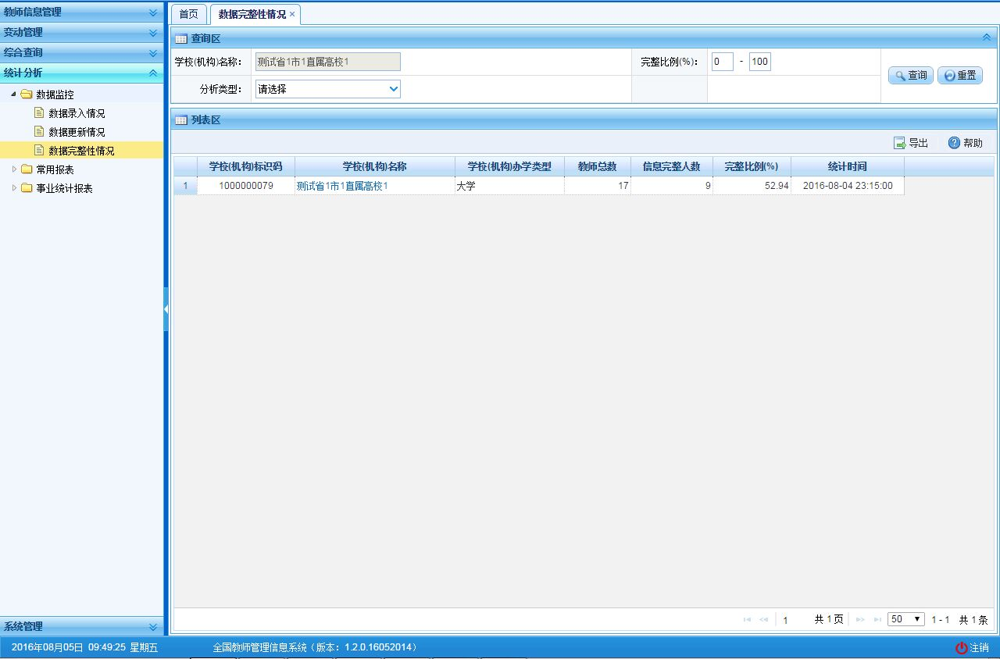 教师信息管理
变动管理
综合查询
统计分析
数据监控
数据录入情况
数据更新情况
数据完整性情况
常用报表
事业统计报表
系统管理
首页 数据完整性情况 ×
查询区
学校(机构)名称： 测试省1市1直属高校1 完整比例(%)： 0 - 100
分析类型： 请选择
查询 重置
列表区
导出 帮助
学校(机构)标识码 学校(机构)名称 学校(机构)办学类型 教师总数 信息完整人数 完整比例(%) 统计时间
1 1000000079 测试省1市1直属高校1 大学 17 9 52.94 2016-08-04 23:15:00
1 共 1 页 50 1 - 1 共 1 条
2016年08月05日 09:49:25 星期五 全国教师管理信息系统（版本：1.2.0.16052014） 注销